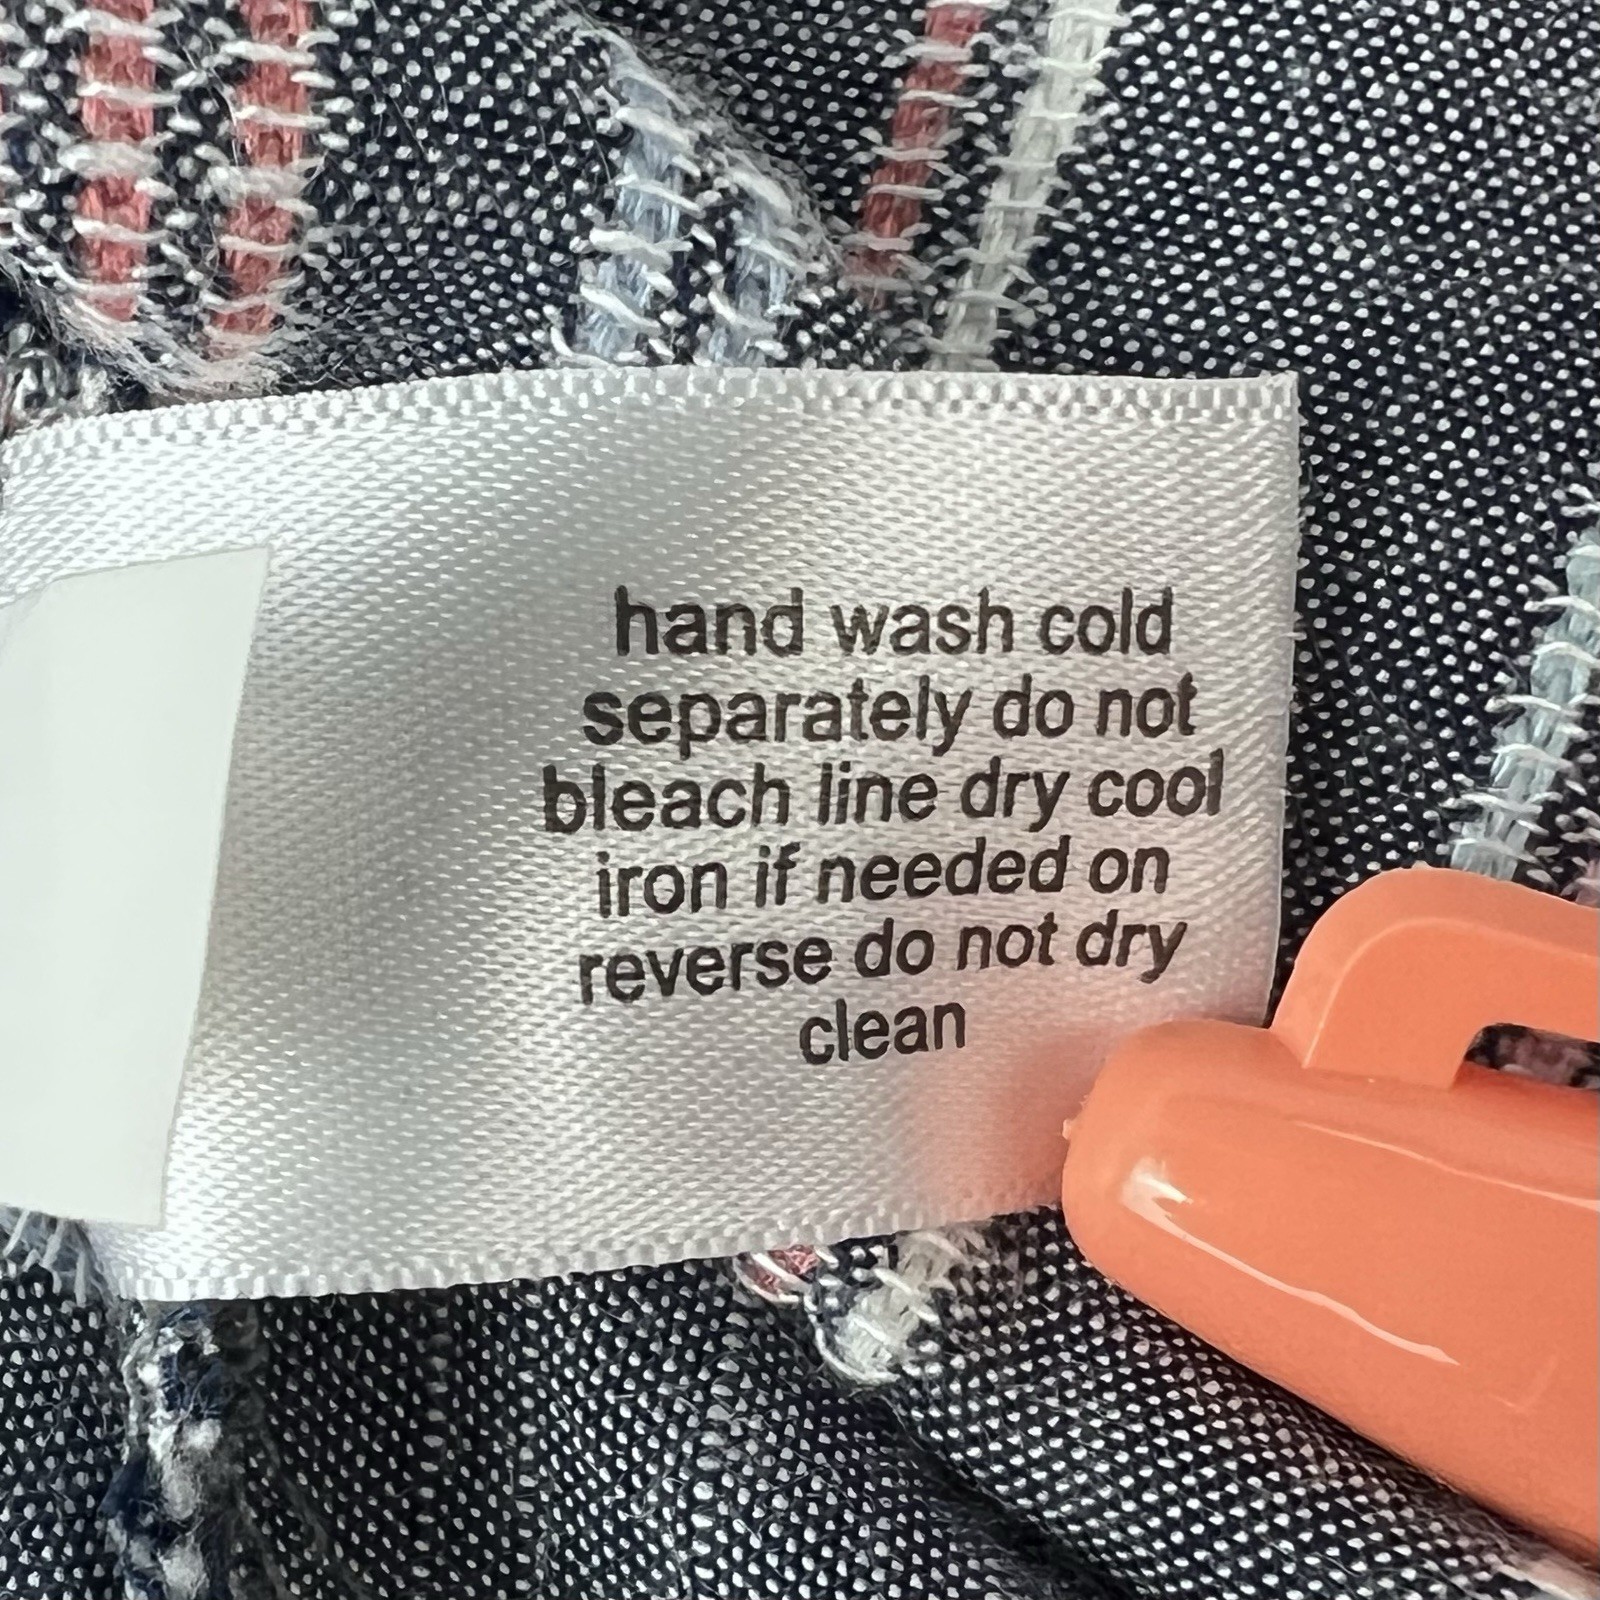 hand wash cold
separately do not
bleach line dry cool
iron if needed on
reverse do not dry
clean